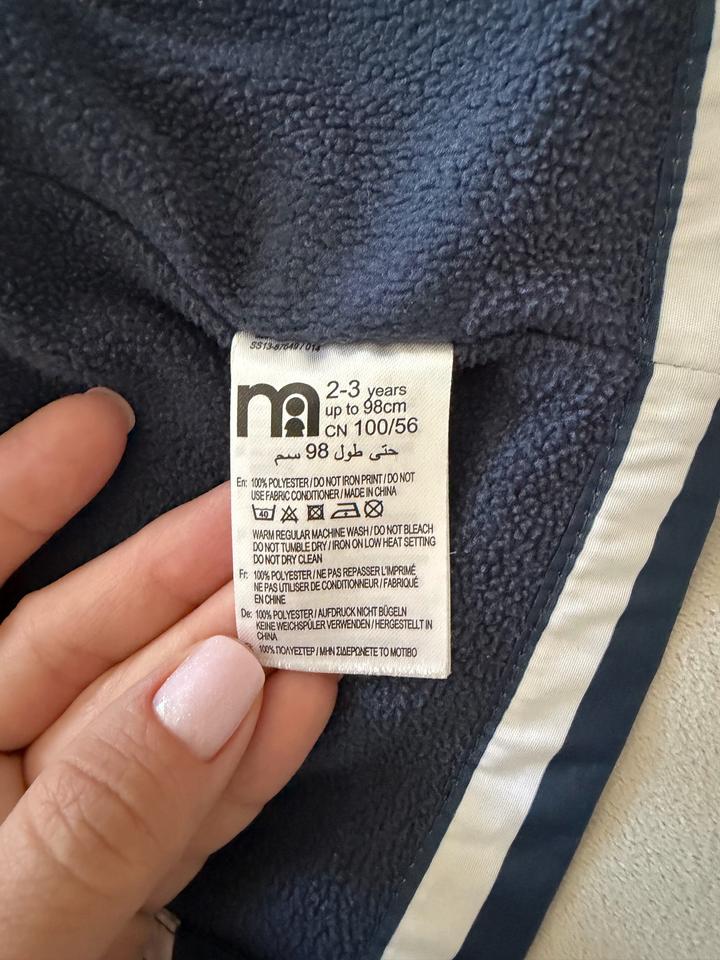 SS13-87649 / 014
2-3 years
up to 98cm
CN 100/56
حتى طول 98 سم
En: 100% POLYESTER / DO NOT IRON PRINT / DO NOT
USE FABRIC CONDITIONER / MADE IN CHINA
40
WARM REGULAR MACHINE WASH / DO NOT BLEACH
DO NOT TUMBLE DRY / IRON ON LOW HEAT SETTING
DO NOT DRY CLEAN
Fr: 100% POLYESTER / NE PAS REPASSER L'IMPRIMÉ
NE PAS UTILISER DE CONDITIONNEUR / FABRIQUÉ
EN CHINE
De: 100% POLYESTER / AUFDRUCK NICHT BÜGELN
KEINE WEICHSPÜLER VERWENDEN / HERGESTELLT IN
CHINA
100% ΠΟΛΥΕΣΤΕΡ / ΜΗΝ ΣΙΔΕΡΩΝΕΤΕ ΤΟ ΜΟΤΙΒΟ